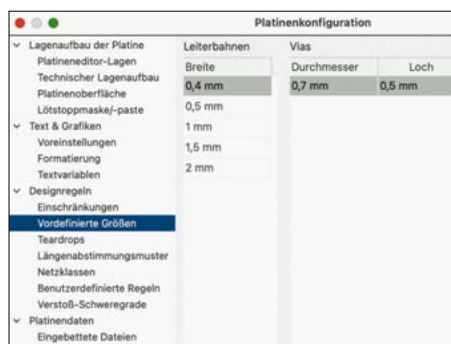 Platinenkonfiguration
Lagenaufbau der Platine
Platineneditor-Lagen
Technischer Lagenaufbau
Platinenoberfläche
Lötstoppmaske/-paste
Text & Grafiken
Voreinstellungen
Formatierung
Textvariablen
Designregeln
Einschränkungen
Vordefinierte Größen
Teardrops
Längenabstimmungsmuster
Netzklassen
Benutzerdefinierte Regeln
Verstoß-Schweregrade
Platinendaten
Eingebettete Dateien
Leiterbahnen
Breite
0,4 mm
0,5 mm
1 mm
1,5 mm
2 mm
Vias
Durchmesser Loch
0,7 mm 0,5 mm